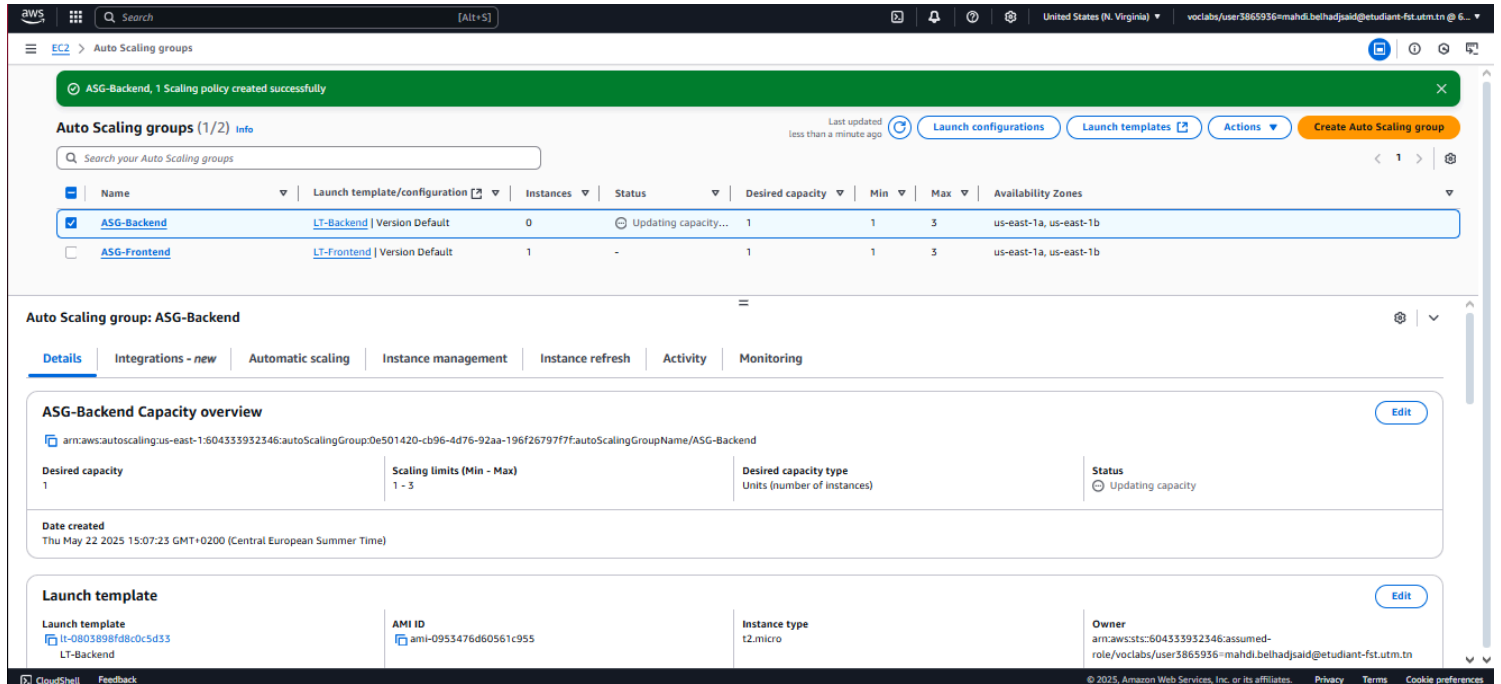 aws
Search [Alt+S] United States (N. Virginia) voclabs/user3865936=mahdi.belhadjsaid@etudiant-fst.utm.tn @ 6...
EC2 > Auto Scaling groups
ASG-Backend, 1 Scaling policy created successfully
Auto Scaling groups (1/2) Info
Last updated
less than a minute ago
Launch configurations Launch templates Actions Create Auto Scaling group
Search your Auto Scaling groups
1
Name Launch template/configuration Instances Status Desired capacity Min Max Availability Zones
ASG-Backend LT-Backend | Version Default 0 Updating capacity... 1 1 3 us-east-1a, us-east-1b
ASG-Frontend LT-Frontend | Version Default 1 - 1 1 3 us-east-1a, us-east-1b
Auto Scaling group: ASG-Backend
Details Integrations - new Automatic scaling Instance management Instance refresh Activity Monitoring
ASG-Backend Capacity overview Edit
arn:aws:autoscaling:us-east-1:604333932346:autoScalingGroup:0e501420-cb96-4d76-92aa-196f26797f7f:autoScalingGroupName/ASG-Backend
Desired capacity Scaling limits (Min - Max) Desired capacity type Status
1 1 - 3 Units (number of instances) Updating capacity
Date created
Thu May 22 2025 15:07:23 GMT+0200 (Central European Summer Time)
Launch template Edit
Launch template AMI ID Instance type Owner
lt-0803898fd8c0c5d33 ami-0953476d60561c955 t2.micro arn:aws:sts::604333932346:assumed-
LT-Backend role/voclabs/user3865936=mahdi.belhadjsaid@etudiant-fst.utm.tn
CloudShell Feedback © 2025, Amazon Web Services, Inc. or its affiliates. Privacy Terms Cookie preferences